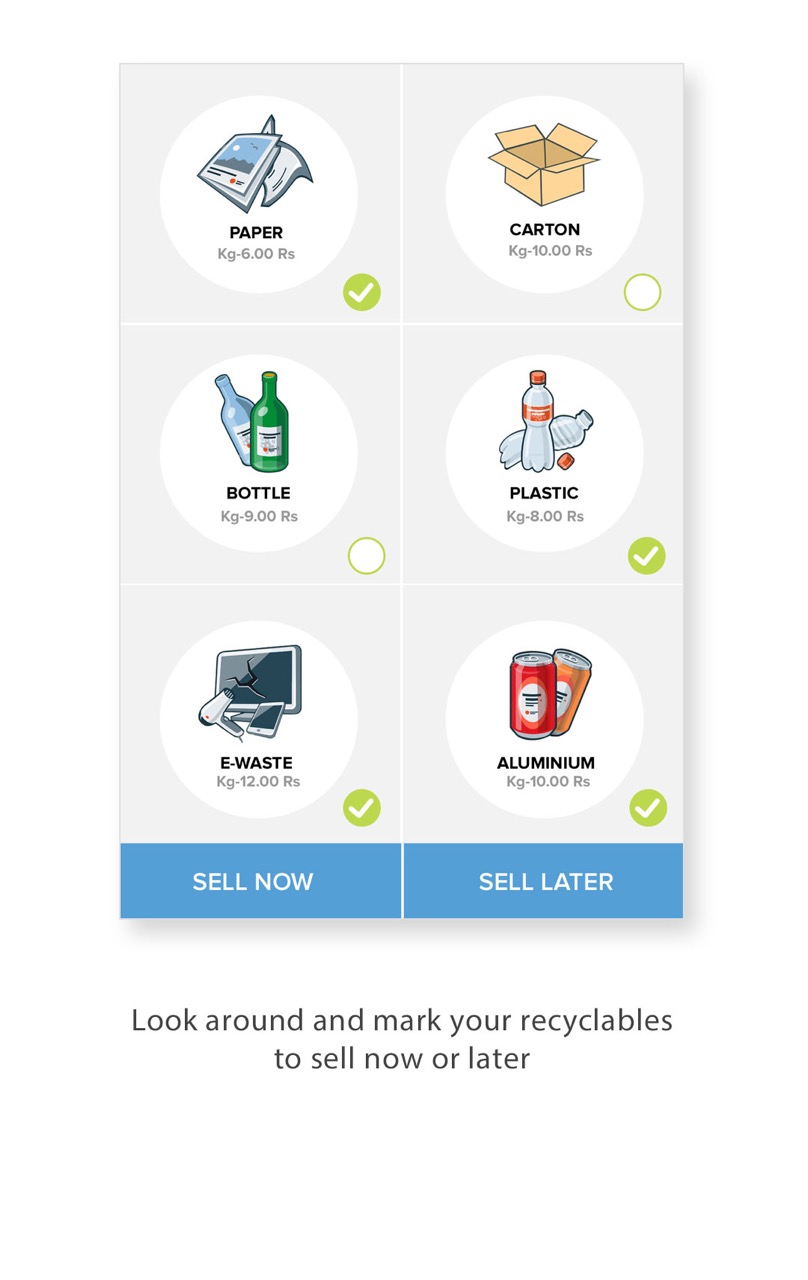 PAPER
Kg-6.00 Rs
CARTON
Kg-10.00 Rs
BOTTLE
Kg-9.00 Rs
PLASTIC
Kg-8.00 Rs
E-WASTE
Kg-12.00 Rs
ALUMINIUM
Kg-10.00 Rs
SELL NOW
SELL LATER
Look around and mark your recyclables
to sell now or later